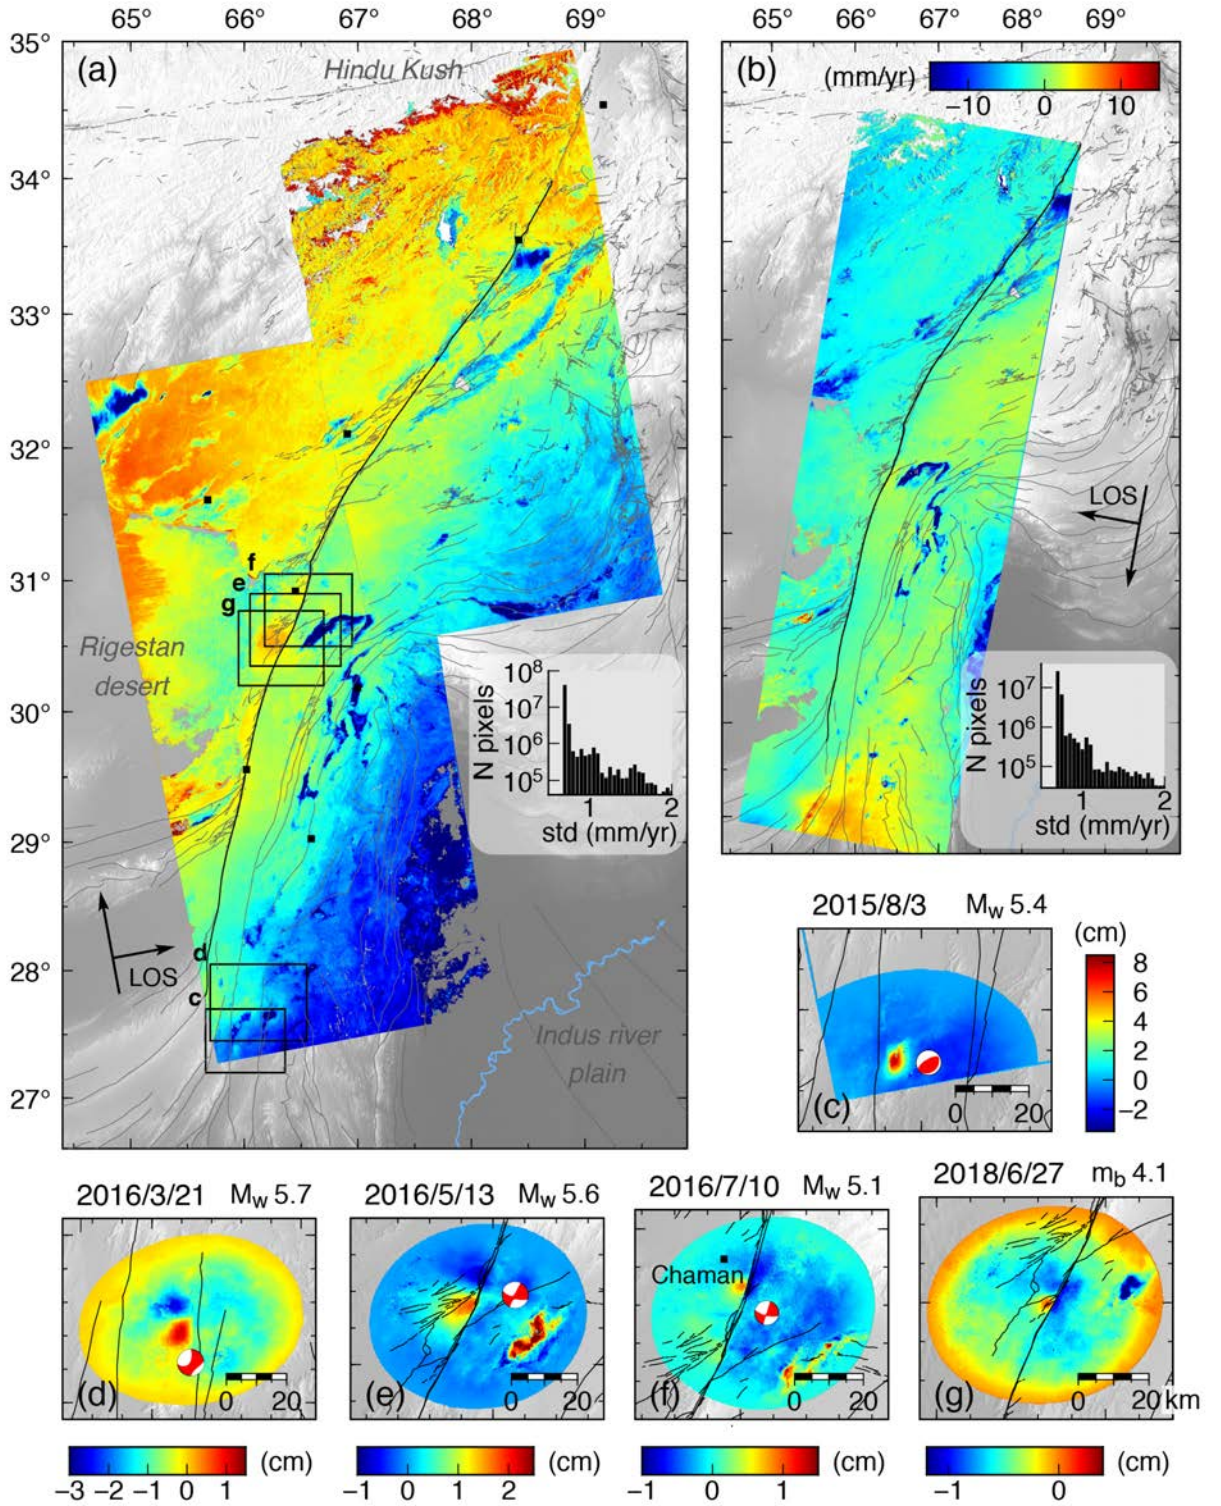 65° 66° 67° 68° 69°
65° 66° 67° 68° 69°
35°
34°
33°
32°
31°
30°
29°
28°
27°
(a)
Hindu Kush
f
e
g
Rigestan
desert
d
c
LOS
Indus river
plain
N pixels
10⁸
10⁷
10⁶
10⁵
1 2
std (mm/yr)
(b)
(mm/yr)
−10 0 10
LOS
N pixels
10⁷
10⁶
10⁵
1 2
std (mm/yr)
2015/8/3 Mw 5.4
(cm)
8
6
4
2
0
−2
(c)
0 20
2016/3/21 Mw 5.7
(d)
0 20
−3 −2 −1 0 1 (cm)
2016/5/13 Mw 5.6
(e)
0 20
−1 0 1 2 (cm)
2016/7/10 Mw 5.1
Chaman
(f)
0 20
−1 0 1 (cm)
2018/6/27 mb 4.1
(g)
0 20 km
−1 0 (cm)